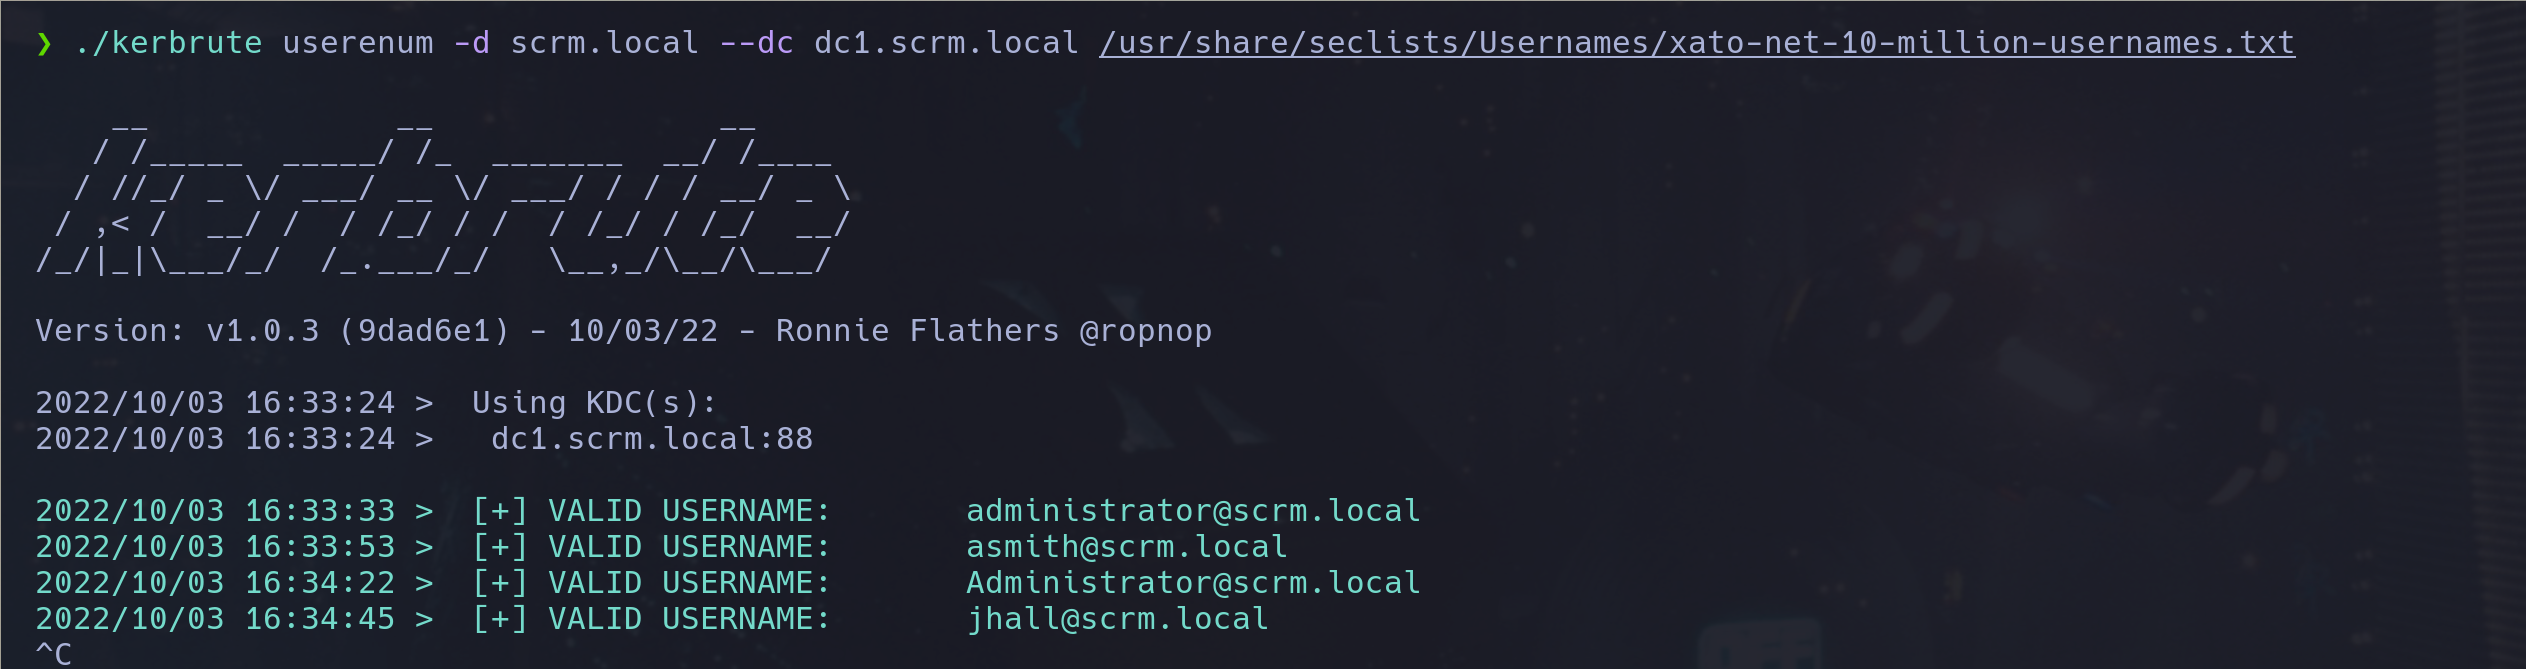 ❯ ./kerbrute userenum -d scrm.local --dc dc1.scrm.local /usr/share/seclists/Usernames/xato-net-10-million-usernames.txt
    __             __               __
   / /_____  _____/ /_  _______  __/ /____
  / //_/ _ \/ ___/ __ \/ ___/ / / / __/ _ \
 / ,< /  __/ /  / /_/ / /  / /_/ / /_/  __/
/_/|_|\___/_/  /_.___/_/   \__,_/\__/\___/
Version: v1.0.3 (9dad6e1) - 10/03/22 - Ronnie Flathers @ropnop
2022/10/03 16:33:24 >  Using KDC(s):
2022/10/03 16:33:24 >   dc1.scrm.local:88
2022/10/03 16:33:33 >  [+] VALID USERNAME:       administrator@scrm.local
2022/10/03 16:33:53 >  [+] VALID USERNAME:       asmith@scrm.local
2022/10/03 16:34:22 >  [+] VALID USERNAME:       Administrator@scrm.local
2022/10/03 16:34:45 >  [+] VALID USERNAME:       jhall@scrm.local
^C